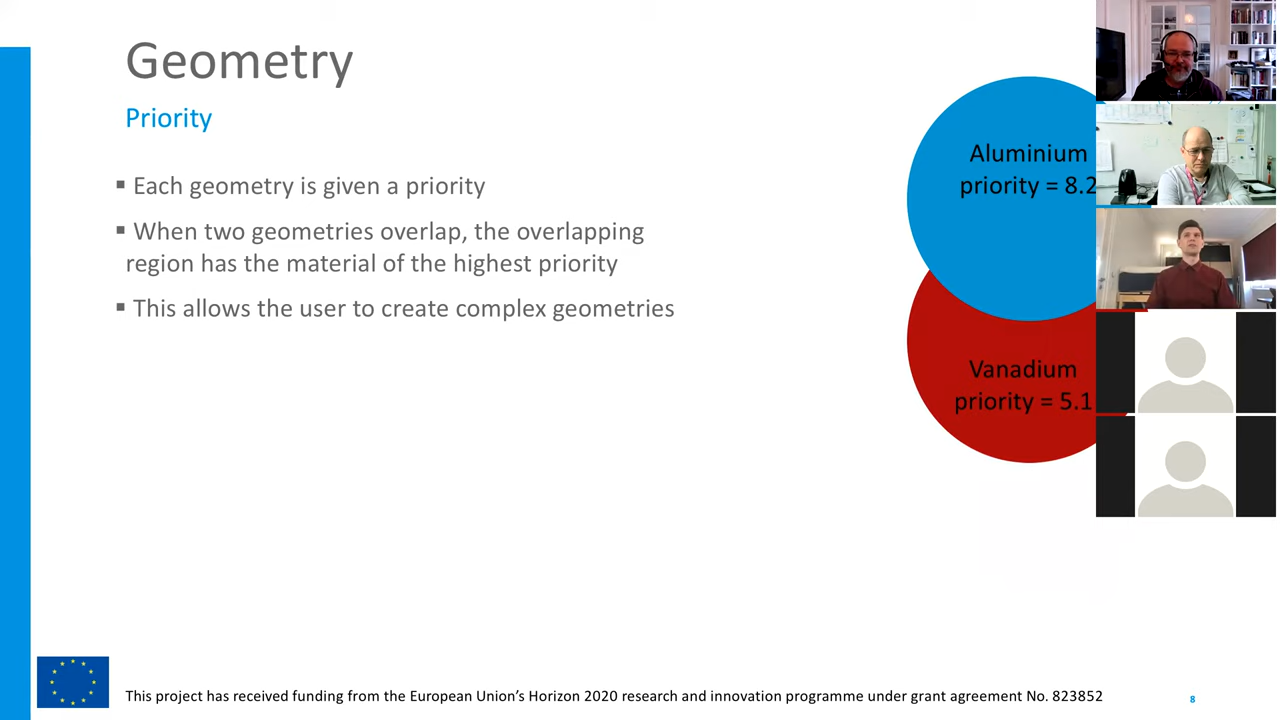 Geometry
Priority
▪ Each geometry is given a priority
▪ When two geometries overlap, the overlapping
region has the material of the highest priority
▪ This allows the user to create complex geometries
Aluminium
priority = 8.2
Vanadium
priority = 5.1
This project has received funding from the European Union’s Horizon 2020 research and innovation programme under grant agreement No. 823852
8